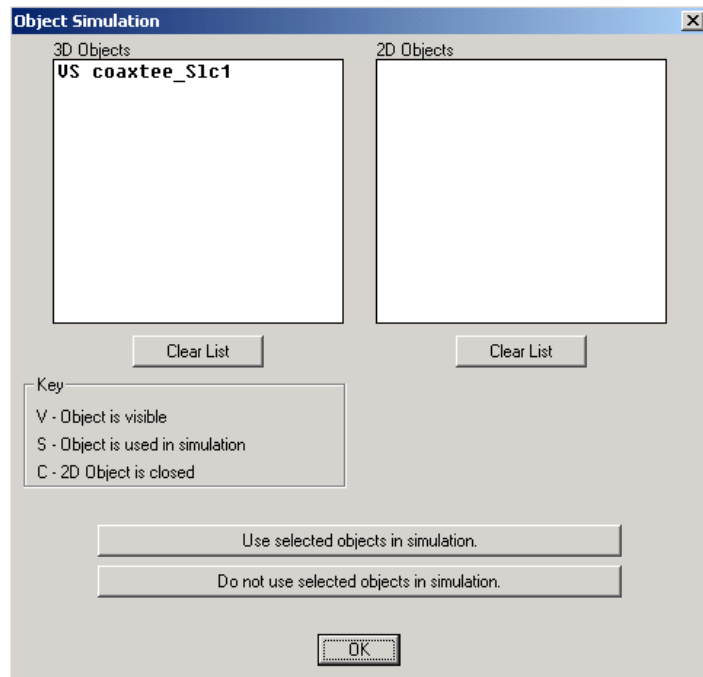 Object Simulation
3D Objects
2D Objects
VS coaxtee_Slc1
Clear List
Clear List
Key
V - Object is visible
S - Object is used in simulation
C - 2D Object is closed
Use selected objects in simulation.
Do not use selected objects in simulation.
OK